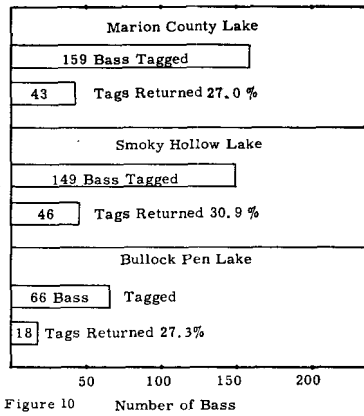 Marion County Lake
159 Bass Tagged
43 Tags Returned 27.0 %
Smoky Hollow Lake
149 Bass Tagged
46 Tags Returned 30.9 %
Bullock Pen Lake
66 Bass Tagged
18 Tags Returned 27.3%
50 100 150 200
Figure 10 Number of Bass